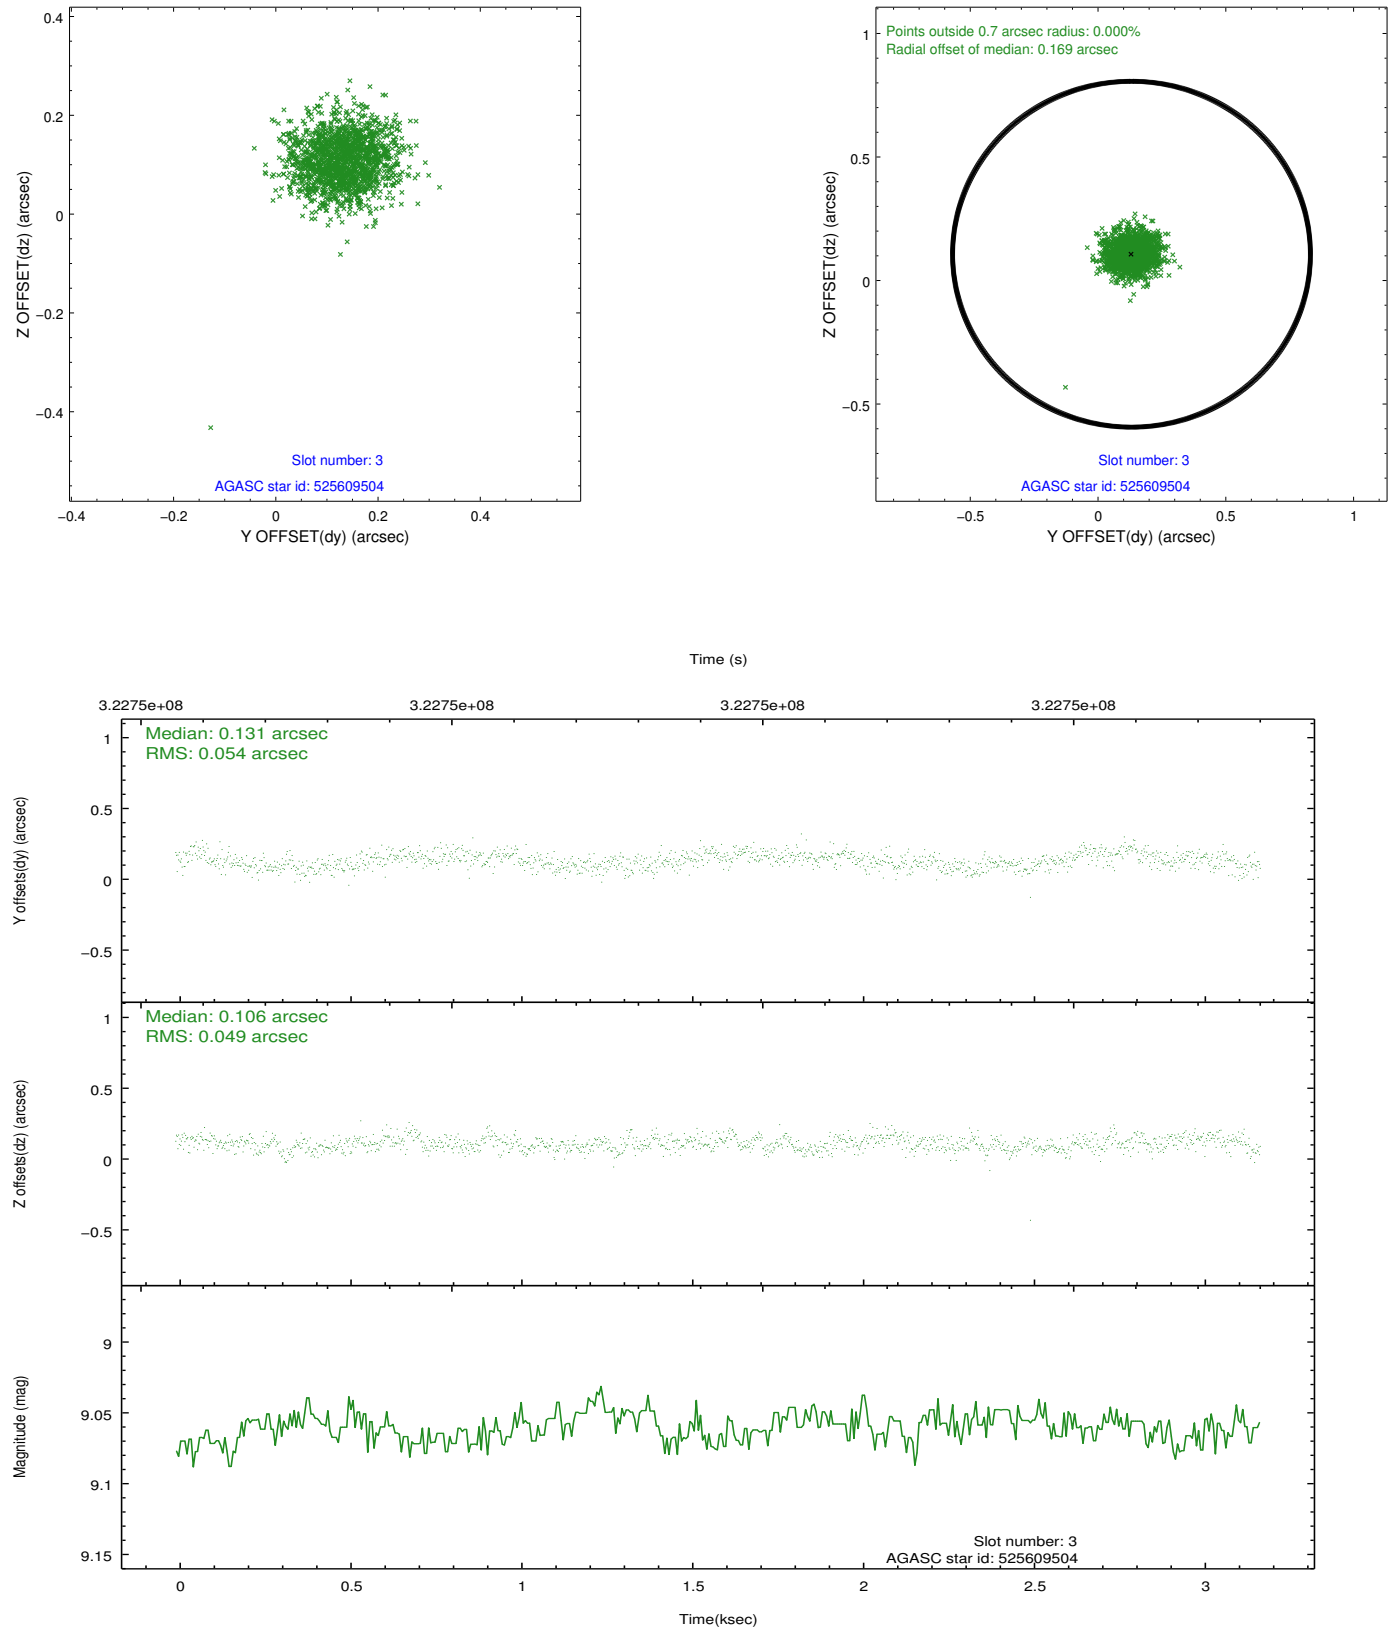 0.4
0.2
0
−0.2
−0.4
Z OFFSET(dz) (arcsec)
Slot number: 3
AGASC star id: 525609504
−0.4 −0.2 0 0.2 0.4
Y OFFSET(dy) (arcsec)
Points outside 0.7 arcsec radius: 0.000%
Radial offset of median: 0.169 arcsec
1
0.5
0
−0.5
Z OFFSET(dz) (arcsec)
Slot number: 3
AGASC star id: 525609504
−0.5 0 0.5 1
Y OFFSET(dy) (arcsec)
Time (s)
3.2275e+08 3.2275e+08 3.2275e+08 3.2275e+08
Median: 0.131 arcsec
RMS: 0.054 arcsec
1
0.5
0
−0.5
Y offsets(dy) (arcsec)
Median: 0.106 arcsec
RMS: 0.049 arcsec
1
0.5
0
−0.5
Z offsets(dz) (arcsec)
9
9.05
9.1
9.15
Magnitude (mag)
Slot number: 3
AGASC star id: 525609504
0 0.5 1 1.5 2 2.5 3
Time(ksec)